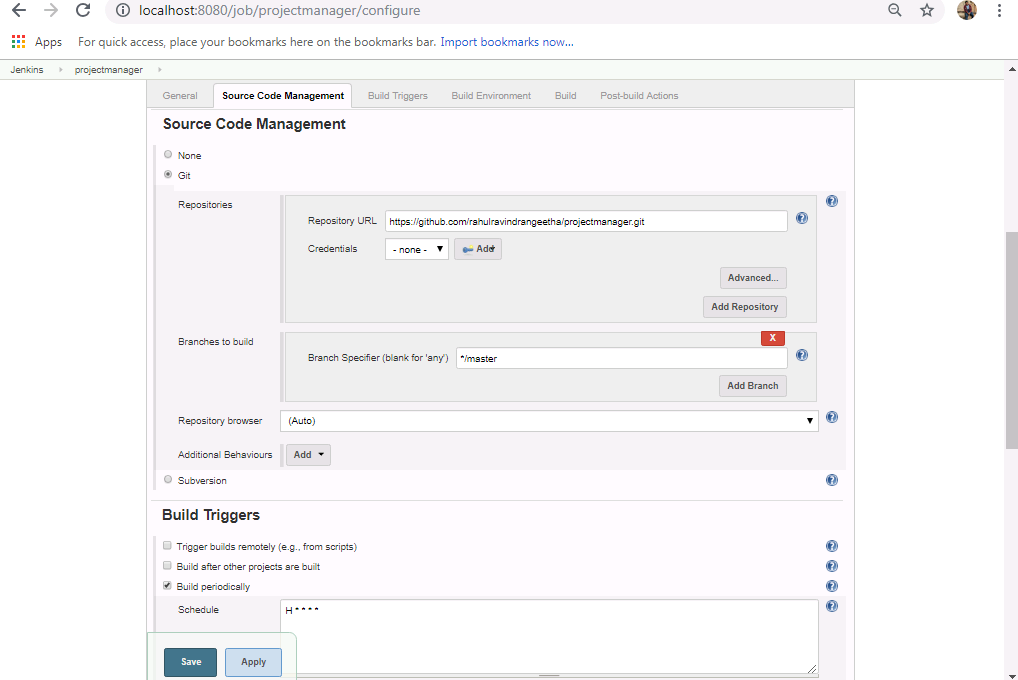 localhost:8080/job/projectmanager/configure
Apps For quick access, place your bookmarks here on the bookmarks bar. Import bookmarks now...
Jenkins projectmanager
General Source Code Management Build Triggers Build Environment Build Post-build Actions
Source Code Management
None
Git
Repositories
Repository URL https://github.com/rahulravindrangeetha/projectmanager.git
Credentials - none - Add
Advanced...
Add Repository
Branches to build
X
Branch Specifier (blank for 'any') */master
Add Branch
Repository browser (Auto)
Additional Behaviours Add
Subversion
Build Triggers
Trigger builds remotely (e.g., from scripts)
Build after other projects are built
Build periodically
Schedule H * * * *
Save Apply